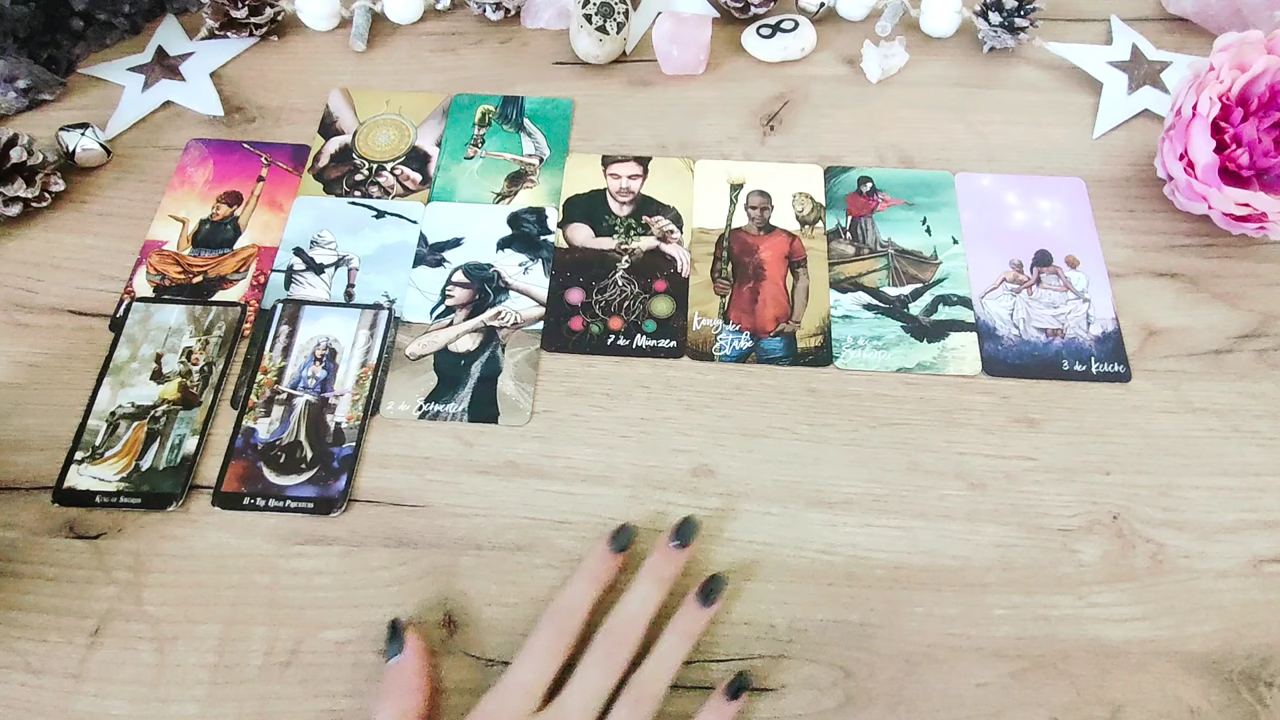 7 der Münzen
König der
Stäbe
der
3 der Kelche
2 der Schwerter
King of Swords
II • The High Priestess